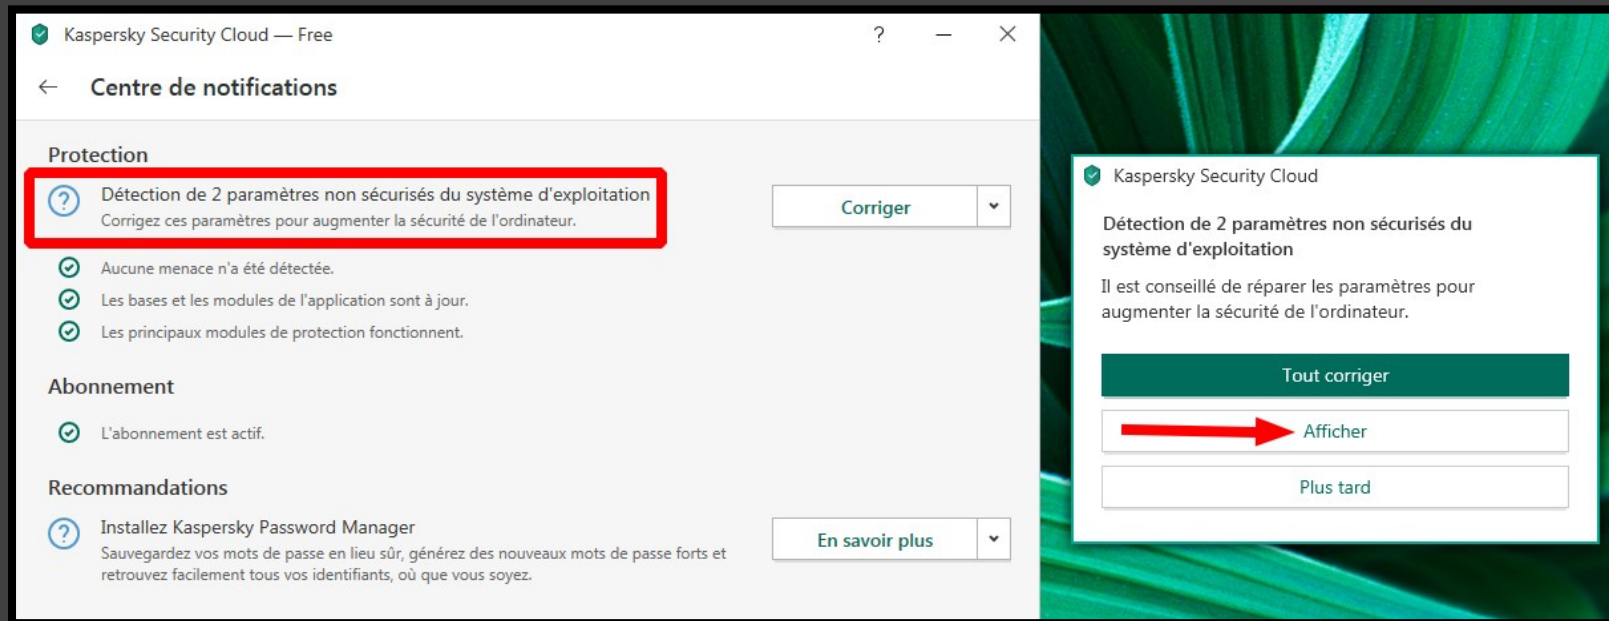 Kaspersky Security Cloud — Free
?
Centre de notifications
Protection
Détection de 2 paramètres non sécurisés du système d'exploitation
Corrigez ces paramètres pour augmenter la sécurité de l'ordinateur.
Corriger
Aucune menace n'a été détectée.
Les bases et les modules de l'application sont à jour.
Les principaux modules de protection fonctionnent.
Abonnement
L'abonnement est actif.
Recommandations
Installez Kaspersky Password Manager
Sauvegardez vos mots de passe en lieu sûr, générez des nouveaux mots de passe forts et
retrouvez facilement tous vos identifiants, où que vous soyez.
En savoir plus
Kaspersky Security Cloud
Détection de 2 paramètres non sécurisés du
système d'exploitation
Il est conseillé de réparer les paramètres pour
augmenter la sécurité de l'ordinateur.
Tout corriger
Afficher
Plus tard